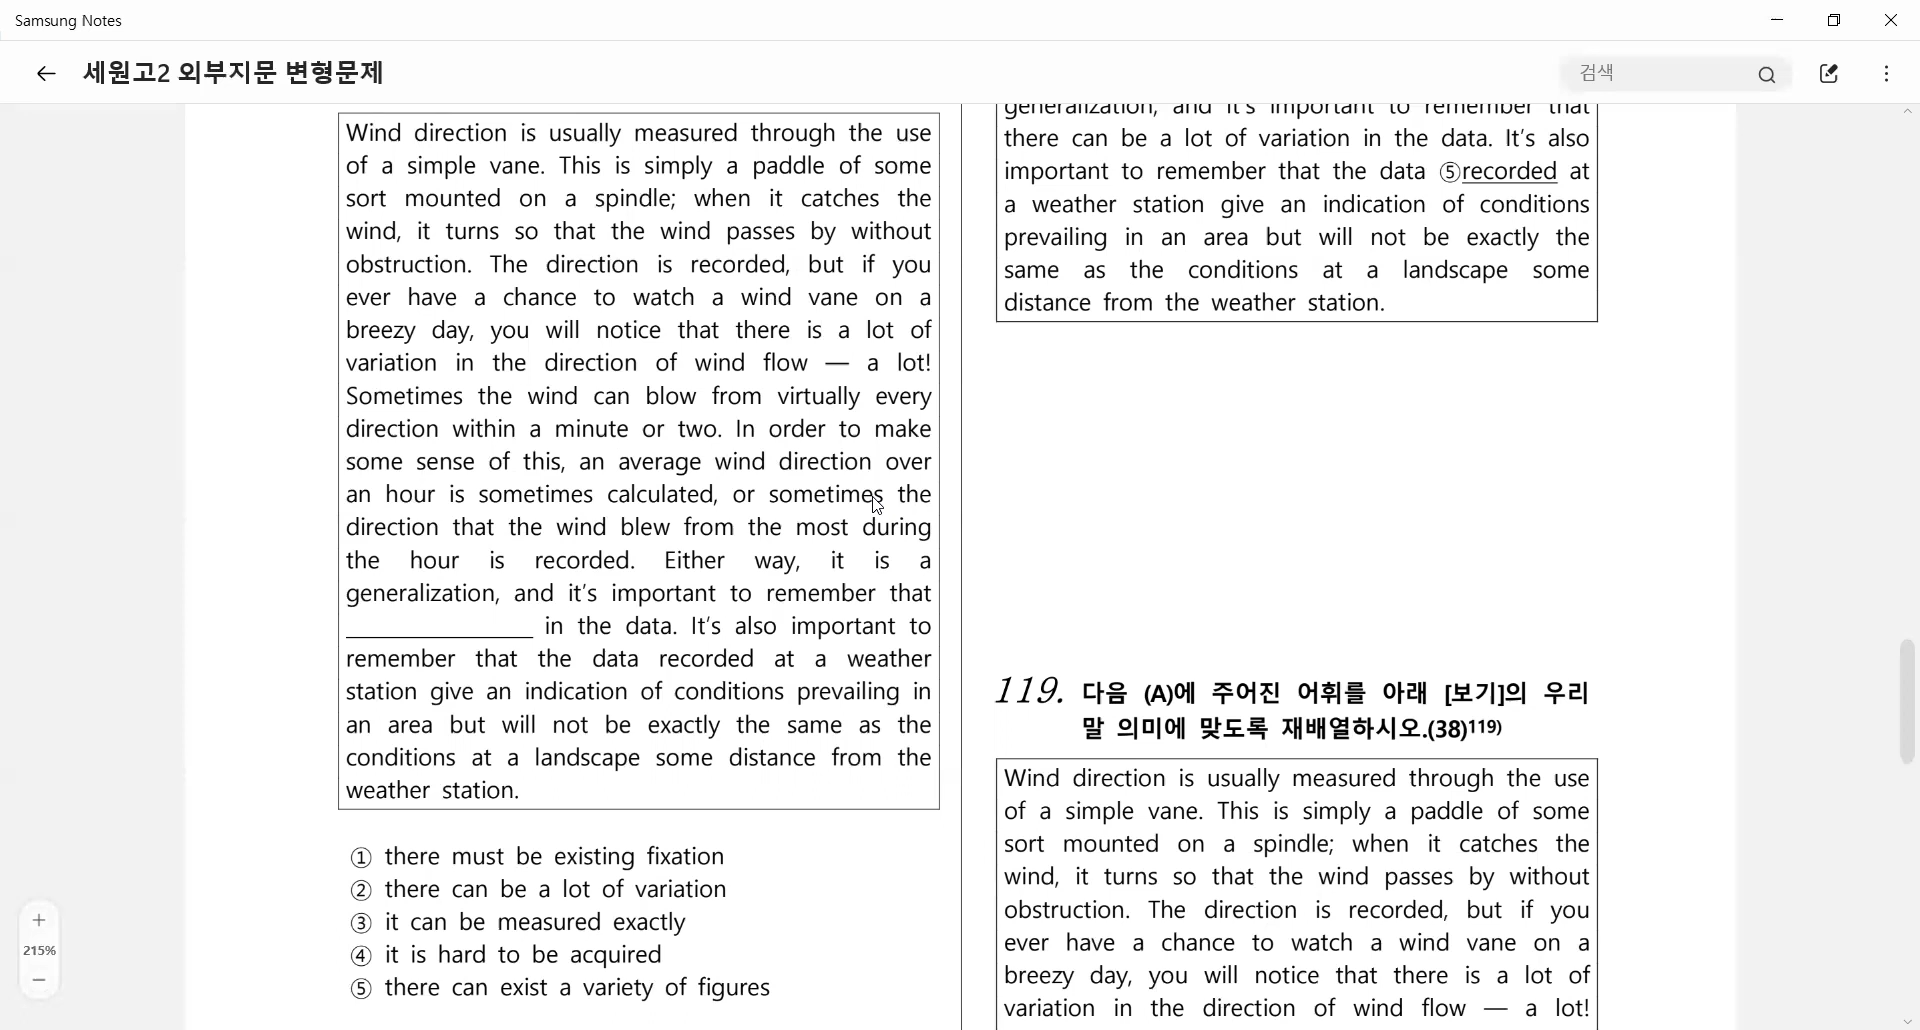 Samsung Notes
세원고2 외부지문 변형문제
검색
Wind direction is usually measured through the use
of a simple vane. This is simply a paddle of some
sort mounted on a spindle; when it catches the
wind, it turns so that the wind passes by without
obstruction. The direction is recorded, but if you
ever have a chance to watch a wind vane on a
breezy day, you will notice that there is a lot of
variation in the direction of wind flow — a lot!
Sometimes the wind can blow from virtually every
direction within a minute or two. In order to make
some sense of this, an average wind direction over
an hour is sometimes calculated, or sometimes the
direction that the wind blew from the most during
the hour is recorded. Either way, it is a
generalization, and it's important to remember that
_______________ in the data. It's also important to
remember that the data recorded at a weather
station give an indication of conditions prevailing in
an area but will not be exactly the same as the
conditions at a landscape some distance from the
weather station.
① there must be existing fixation
② there can be a lot of variation
③ it can be measured exactly
④ it is hard to be acquired
⑤ there can exist a variety of figures
generalization, and it's important to remember that
there can be a lot of variation in the data. It's also
important to remember that the data ⑤recorded at
a weather station give an indication of conditions
prevailing in an area but will not be exactly the
same as the conditions at a landscape some
distance from the weather station.
119. 다음 (A)에 주어진 어휘를 아래 [보기]의 우리
말 의미에 맞도록 재배열하시오.(38)119)
Wind direction is usually measured through the use
of a simple vane. This is simply a paddle of some
sort mounted on a spindle; when it catches the
wind, it turns so that the wind passes by without
obstruction. The direction is recorded, but if you
ever have a chance to watch a wind vane on a
breezy day, you will notice that there is a lot of
variation in the direction of wind flow — a lot!
215%